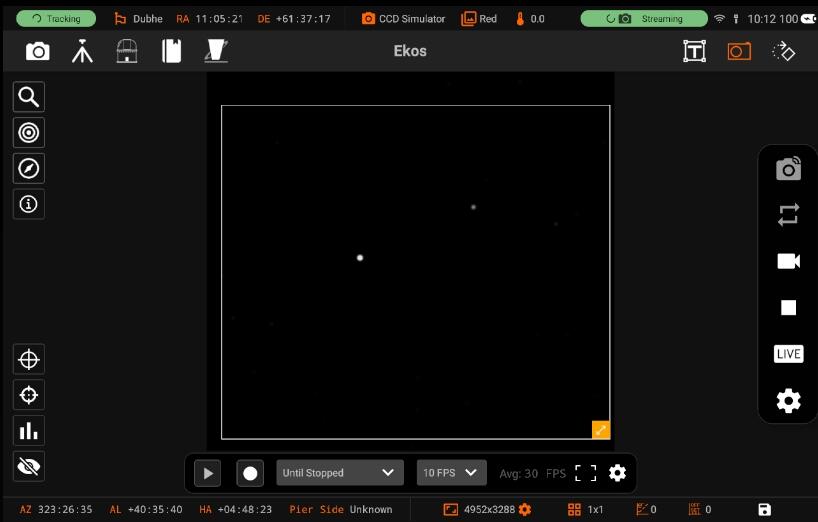 Tracking Dubhe RA 11:05:21 DE +61:37:17 CCD Simulator Red 0.0 Streaming 10:12 100
Ekos
T
LIVE
Until Stopped 10 FPS Avg: 30 FPS
AZ 323:26:35 AL +40:35:40 HA +04:48:23 Pier Side Unknown 4952x3288 1x1 0 0